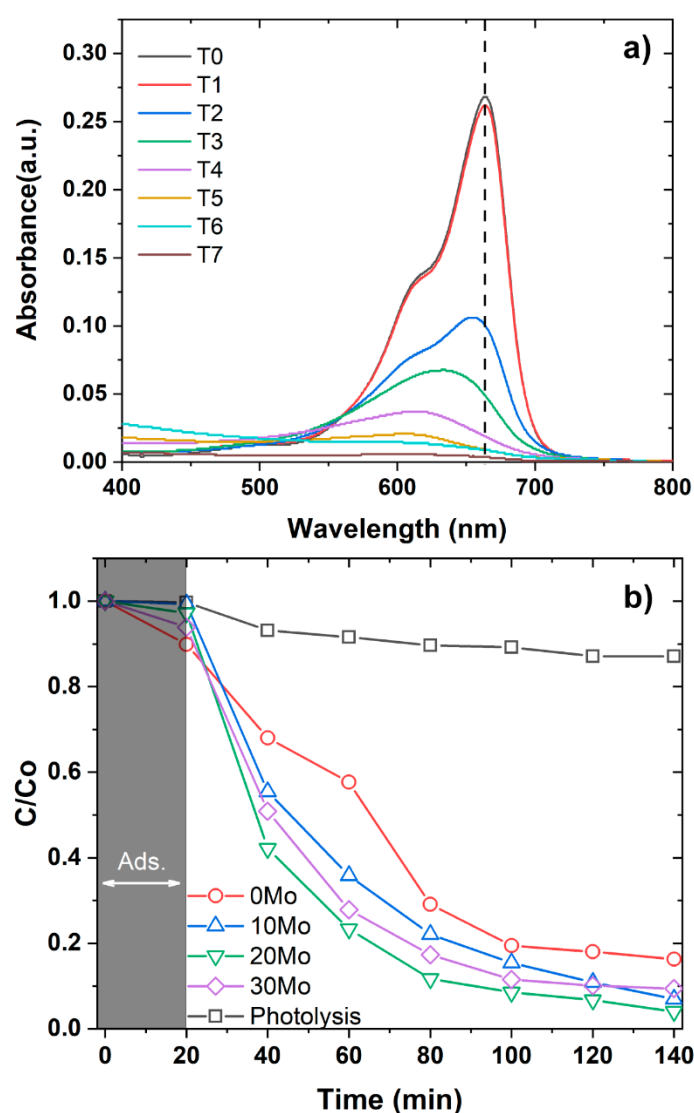 a)
0.30
0.25
0.20
0.15
0.10
0.05
0.00
Absorbance(a.u.)
T0
T1
T2
T3
T4
T5
T6
T7
400 500 600 700 800
Wavelength (nm)
b)
1.0
0.8
0.6
0.4
0.2
0.0
C/Co
Ads.
0Mo
10Mo
20Mo
30Mo
Photolysis
0 20 40 60 80 100 120 140
Time (min)